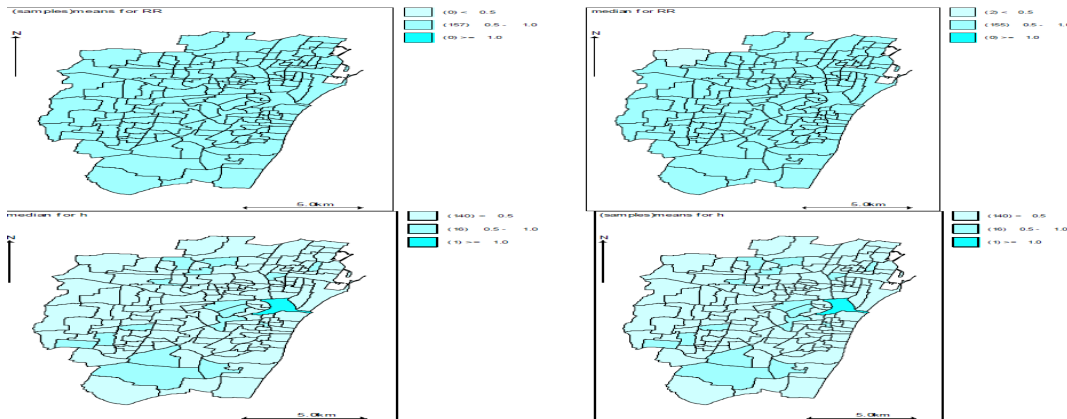 (samples)means for RR
(0) < 0.5
(157) 0.5 - 1.0
(0) >= 1.0
N
5.0km
median for RR
(2) < 0.5
(155) 0.5 - 1.0
(0) >= 1.0
N
5.0km
median for h
(140) < 0.5
(16) 0.5 - 1.0
(1) >= 1.0
N
5.0km
(samples)means for h
(140) < 0.5
(16) 0.5 - 1.0
(1) >= 1.0
N
5.0km